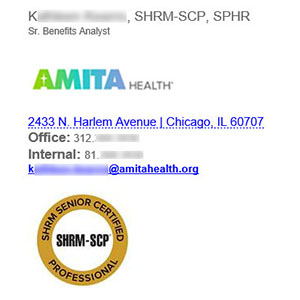 K, SHRM-SCP, SPHR
Sr. Benefits Analyst
AMITA HEALTH
2433 N. Harlem Avenue | Chicago, IL 60707
Office: 312.
Internal: 81.
k@amitahealth.org
SHRM SENIOR CERTIFIED
SHRM-SCP
PROFESSIONAL